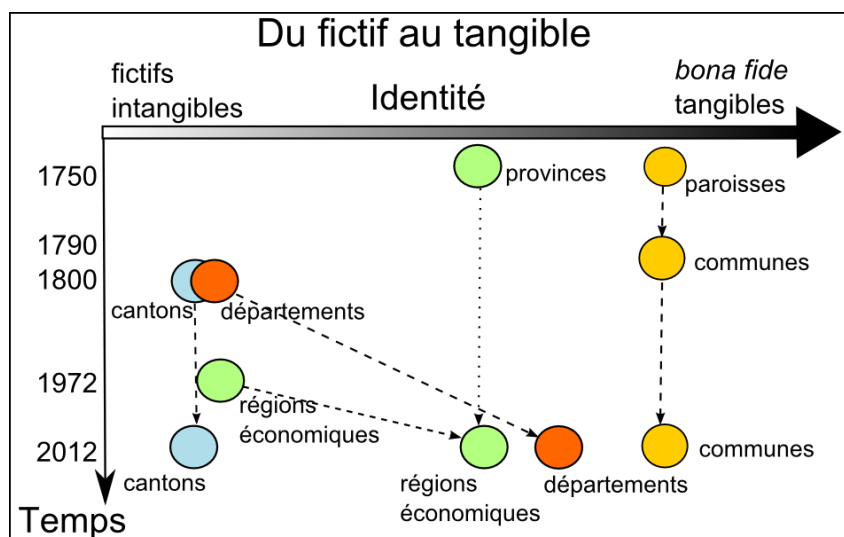 Du fictif au tangible
fictifs
intangibles
Identité
bona fide
tangibles
1750
provinces
paroisses
1790
communes
1800
cantons
départements
1972
régions
économiques
2012
cantons
régions
économiques
départements
communes
Temps